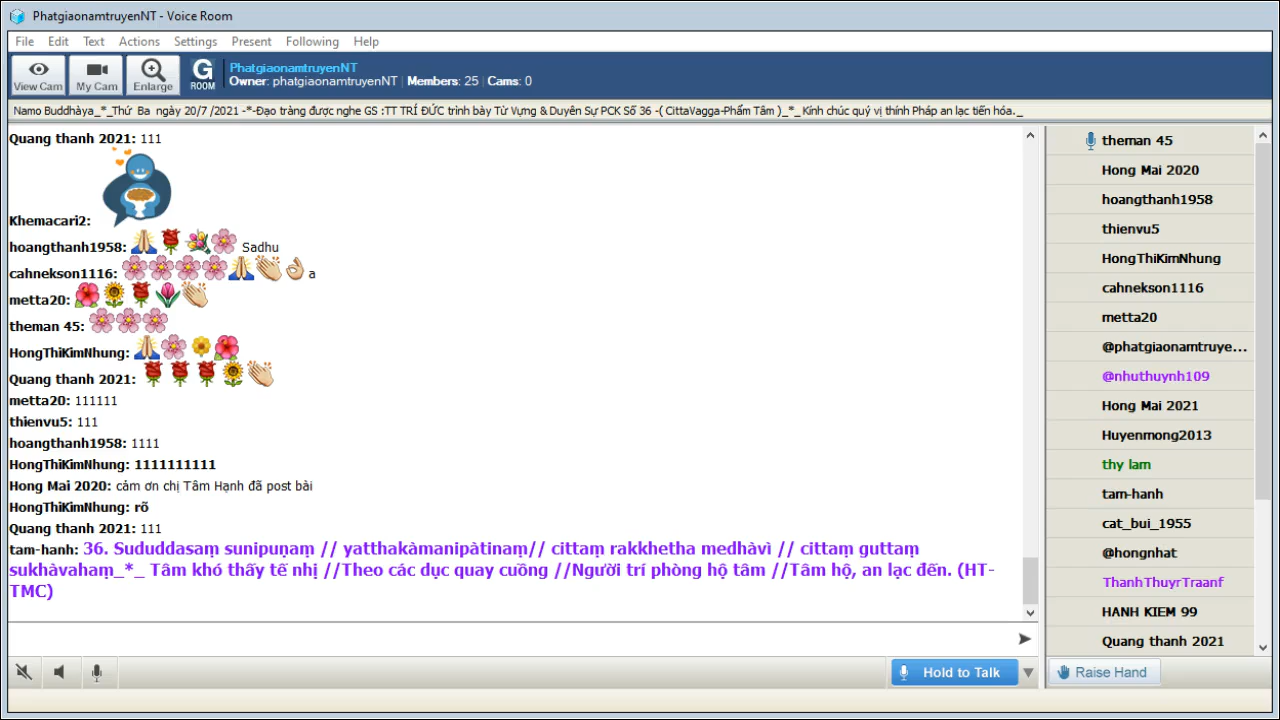 PhatgiaonamtruyenNT - Voice Room
File Edit Text Actions Settings Present Following Help
View Cam My Cam Enlarge G ROOM
PhatgiaonamtruyenNT
Owner: phatgiaonamtruyenNT | Members: 25 | Cams: 0
Namo Buddhàya_*_Thứ Ba ngày 20/7 /2021 -*-Đạo tràng được nghe GS :TT TRÍ ĐỨC trình bày Từ Vựng & Duyên Sự PCK Số 36 -( CittaVagga-Phẩm Tâm )_*_ Kính chúc quý vị thính Pháp an lạc tiến hóa._
Quang thanh 2021: 111
Khemacari2:
hoangthanh1958: Sadhu
cahnekson1116: a
metta20:
theman 45:
HongThiKimNhung:
Quang thanh 2021:
metta20: 111111
thienvu5: 111
hoangthanh1958: 1111
HongThiKimNhung: 1111111111
Hong Mai 2020: cám ơn chị Tâm Hạnh đã post bài
HongThiKimNhung: rõ
Quang thanh 2021: 111
tam-hanh: 36. Sududdasaṃ sunipuṇaṃ // yatthakàmanipàtinaṃ// cittaṃ rakkhetha medhàvì // cittaṃ guttaṃ
sukhàvahaṃ_*_ Tâm khó thấy tế nhị //Theo các dục quay cuồng //Người trí phòng hộ tâm //Tâm hộ, an lạc đến. (HT-
TMC)
Hold to Talk
theman 45
Hong Mai 2020
hoangthanh1958
thienvu5
HongThiKimNhung
cahnekson1116
metta20
@phatgiaonamtruye...
@nhuthuynh109
Hong Mai 2021
Huyenmong2013
thy lam
tam-hanh
cat_bui_1955
@hongnhat
ThanhThuyrTraanf
HANH KIEM 99
Quang thanh 2021
Raise Hand